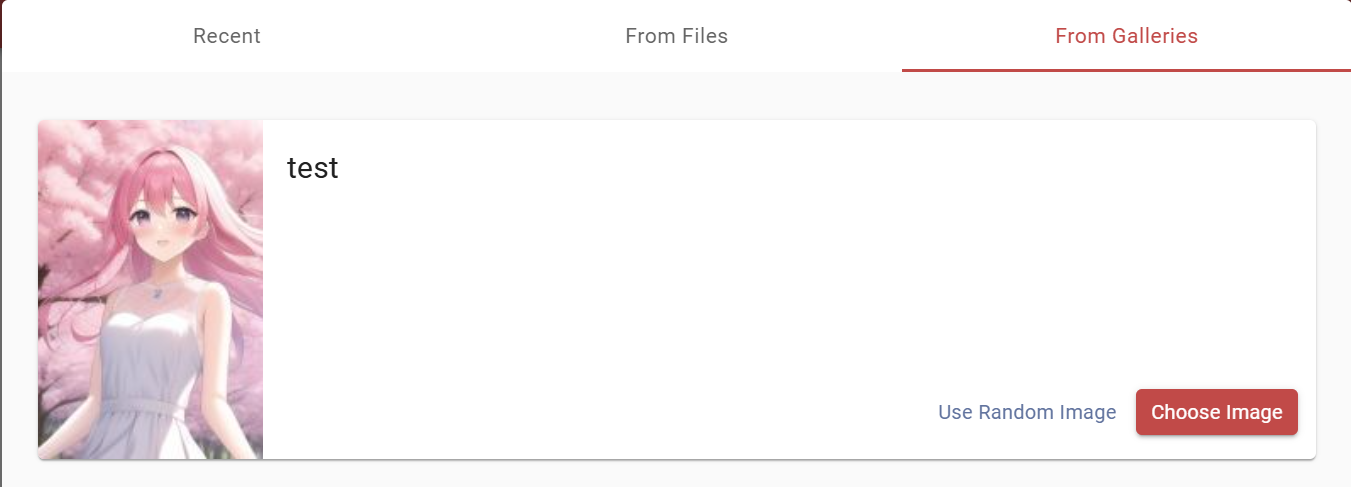 Recent
From Files
From Galleries
test
Use Random Image
Choose Image